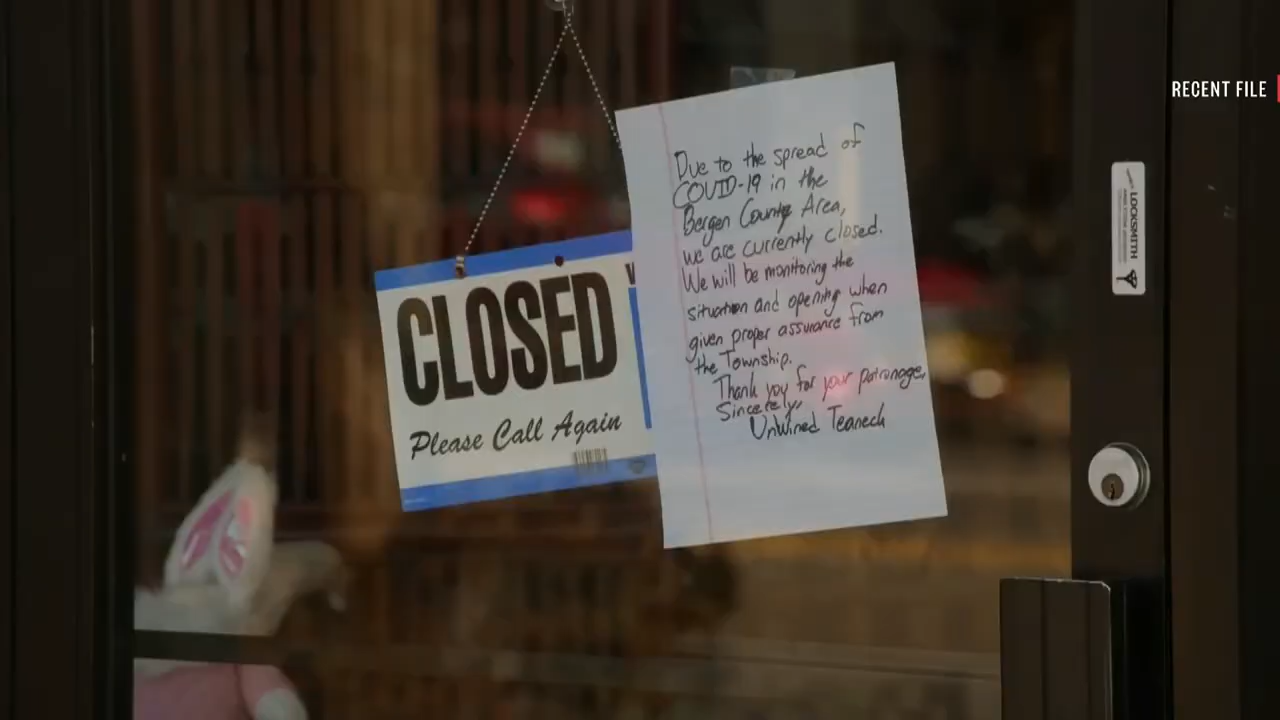 RECENT FILE
LOCKSMITH
CLOSED
Please Call Again
Due to the spread of
COVID-19 in the
Bergen County Area,
we are currently closed.
We will be monitoring the
situation and opening when
given proper assurance from
the Township.
Thank you for your patronage,
Sincerely,
UnWined Teaneck